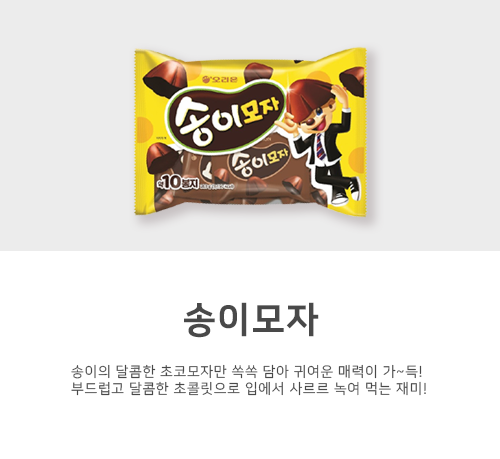 오리온
송이모자
송이모자
10봉지
송이모자
송이의 달콤한 초코모자만 쏙쏙 담아 귀여운 매력이 가~득!
부드럽고 달콤한 초콜릿으로 입에서 사르르 녹여 먹는 재미!